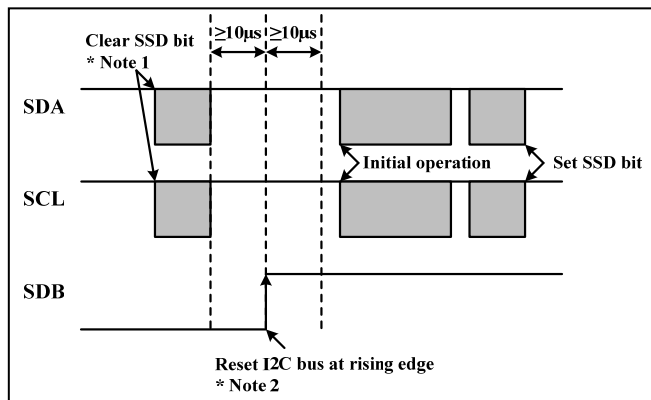 ≥10μs ≥10μs
Clear SSD bit
* Note 1
SDA
Initial operation
Set SSD bit
SCL
SDB
Reset I2C bus at rising edge
* Note 2